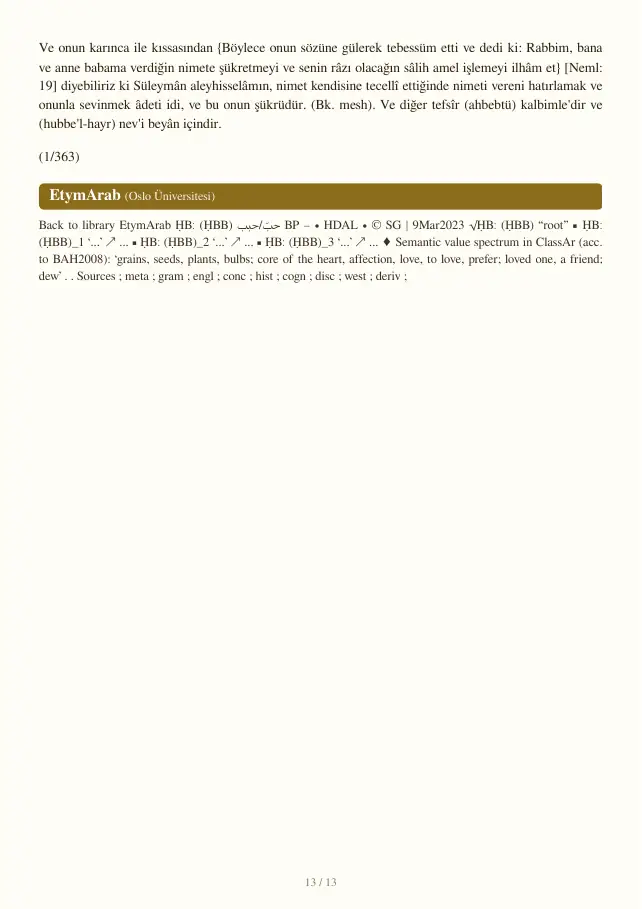 Ve onun karınca ile kıssasından {Böylece onun sözüne gülerek tebessüm etti ve dedi ki: Rabbim, bana
ve anne babama verdiğin nimete şükretmeyi ve senin râzı olacağın sâlih amel işlemeyi ilhâm et} [Neml:
19] diyebiliriz ki Süleymân aleyhisselâmın, nimet kendisine tecellî ettiğinde nimeti vereni hatırlamak ve
onunla sevinmek âdeti idi, ve bu onun şükrüdür. (Bk. mesh). Ve diğer tefsîr (ahbebtü) kalbimle'dir ve
(hubbe'l-hayr) nev'i beyân içindir.
(1/363)
EtymArab (Oslo Üniversitesi)
Back to library EtymArab ḤBː (ḤBB) حبّ/حبب BP – • HDAL • © SG | 9Mar2023 √ḤBː (ḤBB) “root” ▪ ḤBː
(ḤBB)_1 ‘...’ ↗ ... ▪ ḤBː (ḤBB)_2 ‘...’ ↗ ... ▪ ḤBː (ḤBB)_3 ‘...’ ↗ ... ♦ Semantic value spectrum in ClassAr (acc.
to BAH2008): ‘grains, seeds, plants, bulbs; core of the heart, affection, love, to love, prefer; loved one, a friend;
dew’ . . Sources ; meta ; gram ; engl ; conc ; hist ; cogn ; disc ; west ; deriv ;
13 / 13